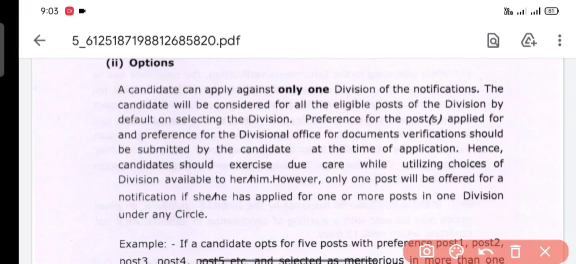 9:03
81
5_6125187198812685820.pdf
(ii) Options
A candidate can apply against only one Division of the notifications. The
candidate will be considered for all the eligible posts of the Division by
default on selecting the Division. Preference for the post(s) applied for
and preference for the Divisional office for documents verifications should
be submitted by the candidate at the time of application. Hence,
candidates should exercise due care while utilizing choices of
Division available to her/him.However, only one post will be offered for a
notification if she/he has applied for one or more posts in one Division
under any Circle.
Example: - If a candidate opts for five posts with preference post1, post2,
post3, post4, post5 etc. and selected as meritorious in more than one